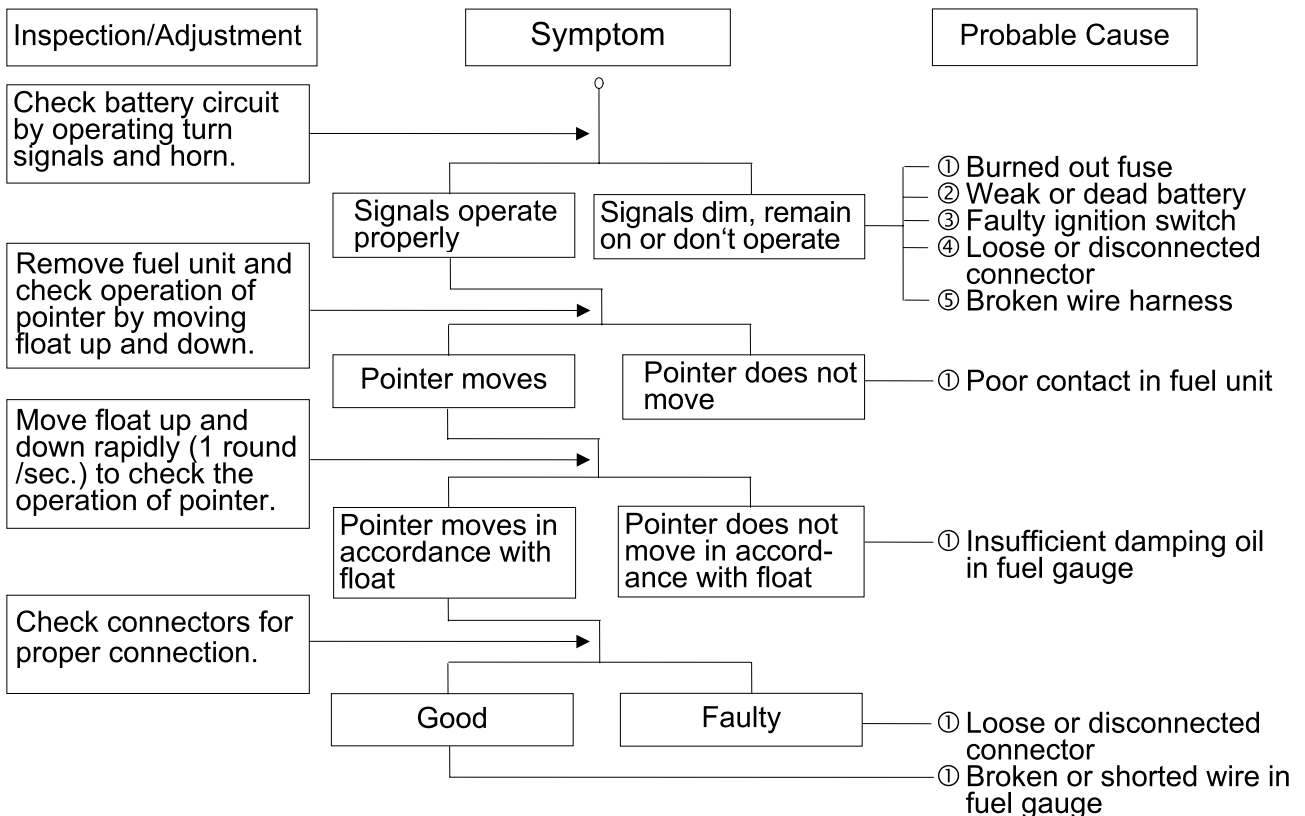 Inspection/Adjustment
Symptom
Probable Cause
Check battery circuit
by operating turn
signals and horn.
Signals operate
properly
Signals dim, remain
on or don‘t operate
① Burned out fuse
② Weak or dead battery
③ Faulty ignition switch
④ Loose or disconnected
connector
⑤ Broken wire harness
Remove fuel unit and
check operation of
pointer by moving
float up and down.
Pointer moves
Pointer does not
move
① Poor contact in fuel unit
Move float up and
down rapidly (1 round
/sec.) to check the
operation of pointer.
Pointer moves in
accordance with
float
Pointer does not
move in accord-
ance with float
① Insufficient damping oil
in fuel gauge
Check connectors for
proper connection.
Good
Faulty
① Loose or disconnected
connector
① Broken or shorted wire in
fuel gauge